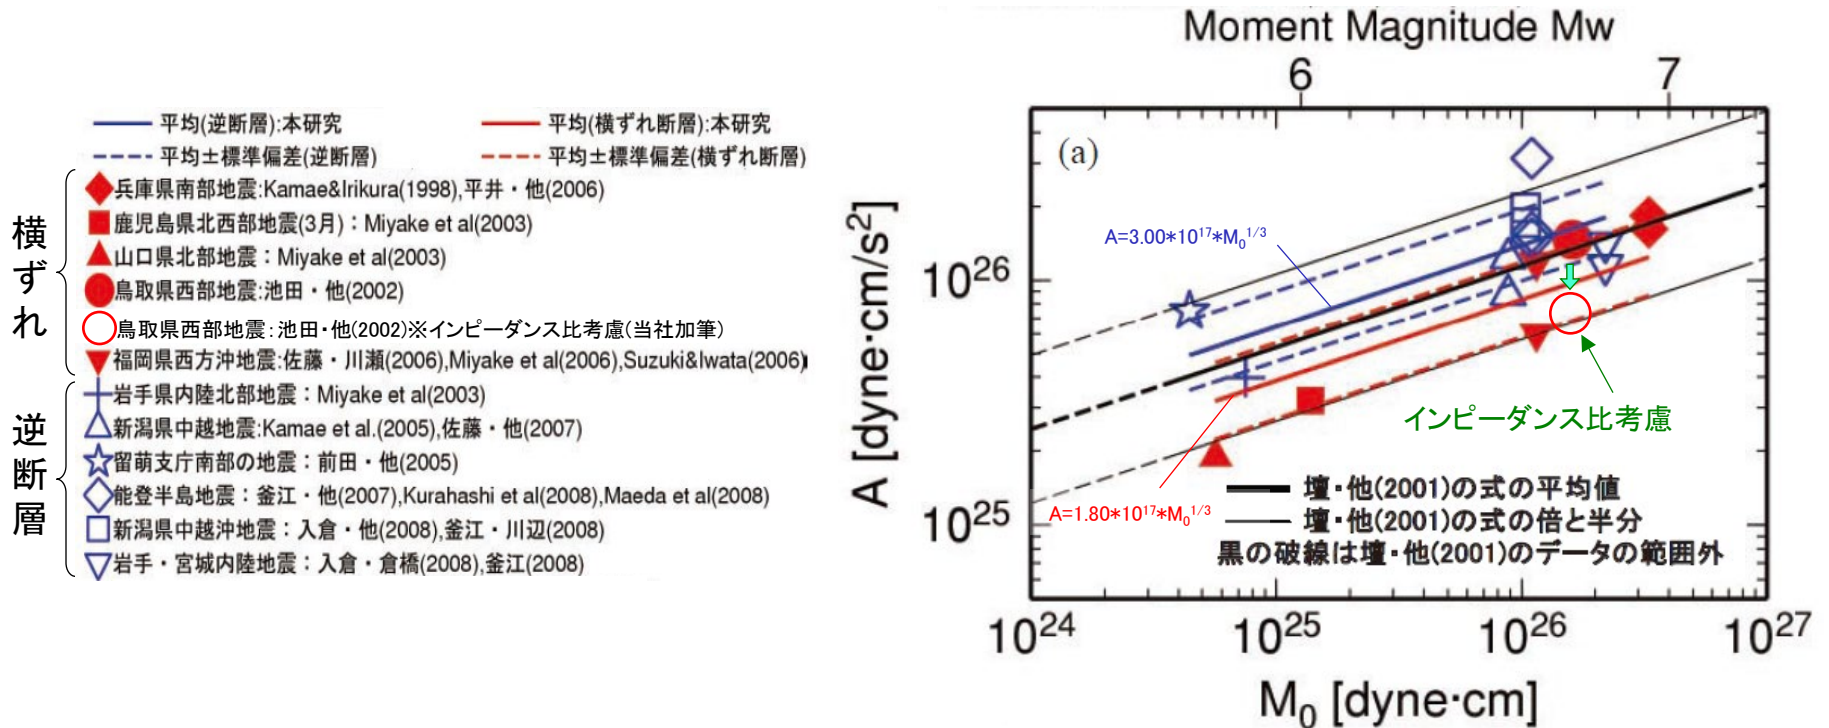 平均(逆断層):本研究
平均(横ずれ断層):本研究
平均±標準偏差(逆断層)
平均±標準偏差(横ずれ断層)
横ずれ
兵庫県南部地震:Kamae&Irikura(1998),平井・他(2006)
鹿児島県北西部地震(3月)：Miyake et al(2003)
山口県北部地震：Miyake et al(2003)
鳥取県西部地震:池田・他(2002)
鳥取県西部地震:池田・他(2002)※インピーダンス比考慮(当社加筆)
福岡県西方沖地震:佐藤・川瀬(2006),Miyake et al(2006),Suzuki&Iwata(2006)
逆断層
岩手県内陸北部地震：Miyake et al(2003)
新潟県中越地震:Kamae et al.(2005),佐藤・他(2007)
留萌支庁南部の地震：前田・他(2005)
能登半島地震：釜江・他(2007),Kurahashi et al(2008),Maeda et al(2008)
新潟県中越沖地震：入倉・他(2008),釜江・川辺(2008)
岩手・宮城内陸地震：入倉・倉橋(2008),釜江(2008)
Moment Magnitude Mw
6 7
(a)
A=3.00*10¹⁷*M₀^1/3
A [dyne·cm/s²]
10²⁶
10²⁵
インピーダンス比考慮
A=1.80*10¹⁷*M₀^1/3
壇・他(2001)の式の平均値
壇・他(2001)の式の倍と半分
黒の破線は壇・他(2001)のデータの範囲外
10²⁴ 10²⁵ 10²⁶ 10²⁷
M₀ [dyne·cm]